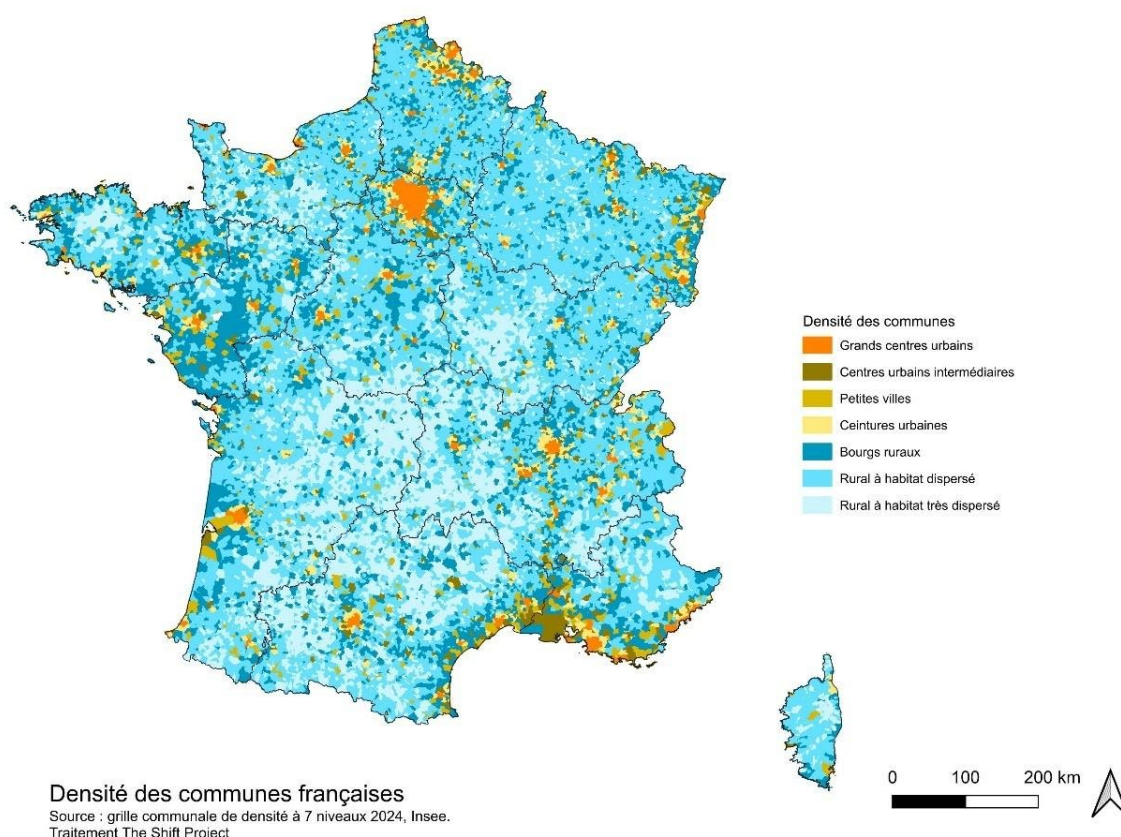 Densité des communes
Grands centres urbains
Centres urbains intermédiaires
Petites villes
Ceintures urbaines
Bourgs ruraux
Rural à habitat dispersé
Rural à habitat très dispersé
0 100 200 km
Densité des communes françaises
Source : grille communale de densité à 7 niveaux 2024, Insee.
Traitement The Shift Project